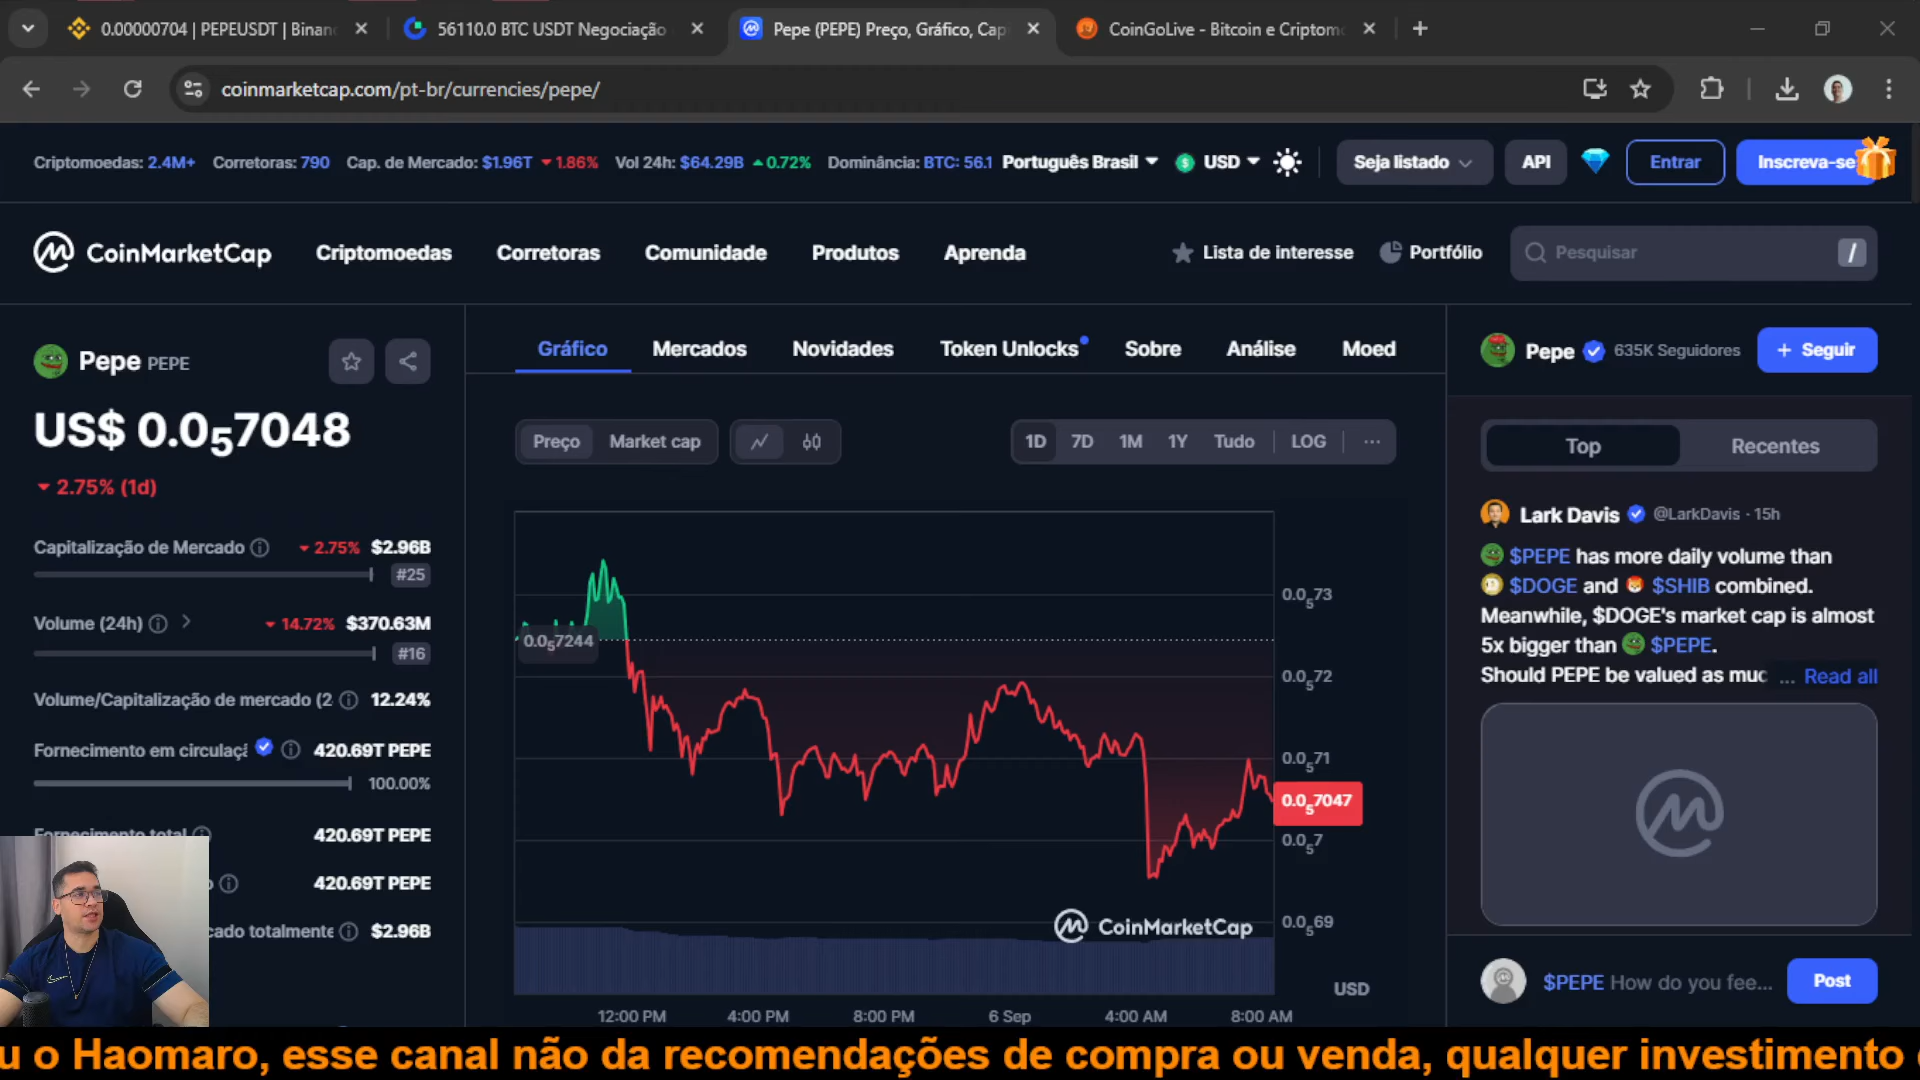 0.00000704 | PEPEUSDT | Binan
56110.0 BTC USDT Negociação
Pepe (PEPE) Preço, Gráfico, Cap
CoinGoLive - Bitcoin e Criptomo
coinmarketcap.com/pt-br/currencies/pepe/
Criptomoedas: 2.4M+ Corretoras: 790 Cap. de Mercado: $1.96T 1.86% Vol 24h: $64.29B 0.72% Dominância: BTC: 56.1
Português Brasil
USD
Seja listado
API
Entrar
Inscreva-se
CoinMarketCap
Criptomoedas
Corretoras
Comunidade
Produtos
Aprenda
Lista de interesse
Portfólio
Pesquisar
/
Pepe PEPE
US$ 0.0₅7048
2.75% (1d)
Capitalização de Mercado 2.75% $2.96B
#25
Volume (24h) 14.72% $370.63M
#16
Volume/Capitalização de mercado (2 12.24%
Fornecimento em circulaçã 420.69T PEPE
100.00%
Fornecimento total 420.69T PEPE
420.69T PEPE
cado totalmente $2.96B
Gráfico
Mercados
Novidades
Token Unlocks
Sobre
Análise
Moed
Preço
Market cap
1D
7D
1M
1Y
Tudo
LOG
0.0₅7244
0.0₅73
0.0₅72
0.0₅71
0.0₅7047
0.0₅7
0.0₅69
CoinMarketCap
USD
12:00 PM
4:00 PM
8:00 PM
6 Sep
4:00 AM
8:00 AM
Pepe 635K Seguidores
+ Seguir
Top
Recentes
Lark Davis @LarkDavis · 15h
$PEPE has more daily volume than
$DOGE and $SHIB combined.
Meanwhile, $DOGE's market cap is almost
5x bigger than $PEPE.
Should PEPE be valued as muc ... Read all
$PEPE How do you fee...
Post
u o Haomaro, esse canal não da recomendações de compra ou venda, qualquer investimento